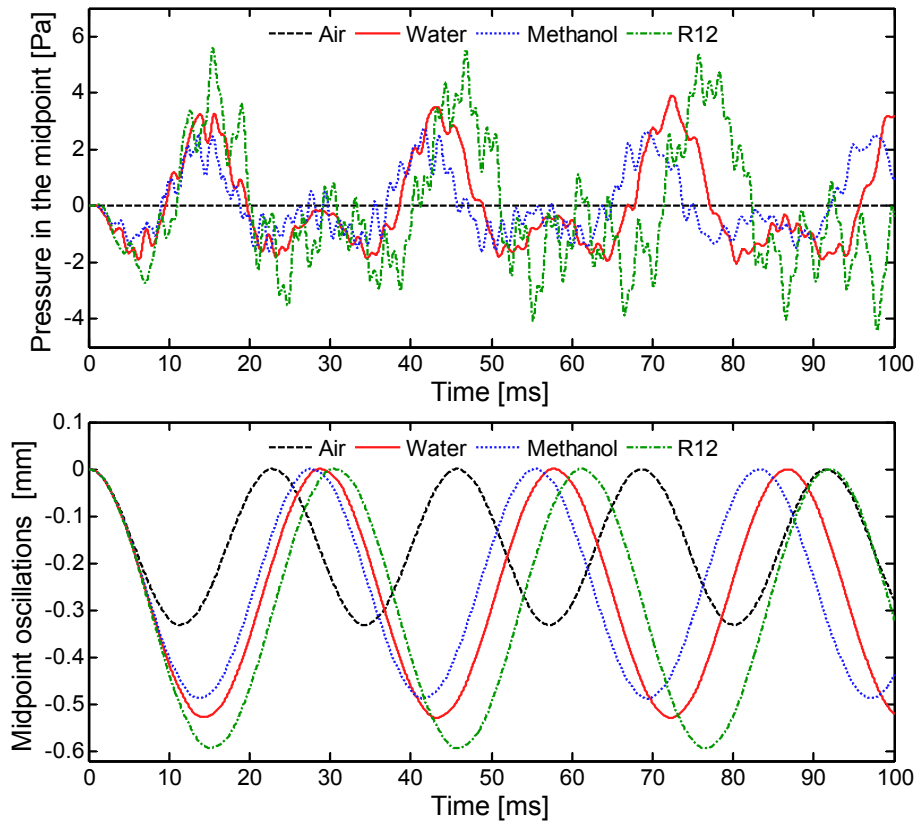 Pressure in the midpoint [Pa]
Air Water Methanol R12
6
4
2
0
-2
-4
0 10 20 30 40 50 60 70 80 90 100
Time [ms]
Midpoint oscillations [mm]
Air Water Methanol R12
0.1
0
-0.1
-0.2
-0.3
-0.4
-0.5
-0.6
0 10 20 30 40 50 60 70 80 90 100
Time [ms]